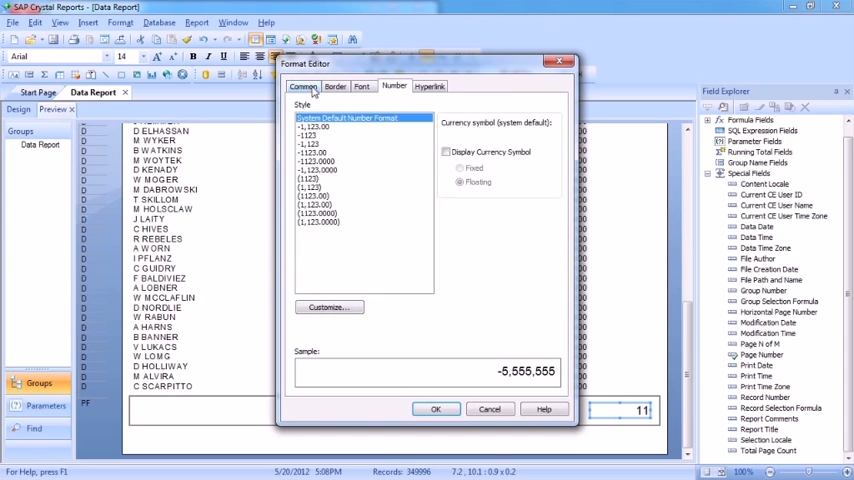 SAP Crystal Reports - [Data Report]
File Edit View Insert Format Database Report Window Help
Arial 14 B I U
Start Page Data Report ×
Design Preview ×
Groups
Data Report
D D ELHASSAN
D M WYKER
D B WATKINS
D M WOYTEK
D D KENADY
D W MOGER
D M DABROWSKI
D T SKILLOM
D M HOLSCLAW
D J LAITY
D C HIVES
D R REBELES
D A WORN
D I PFLANZ
D C GUIDRY
D F BALDIVIEZ
D A LOBNER
D W MCCLAFLIN
D D NORDLIE
D W RABUN
D A HARNS
D B BANNER
D V LUCKIE
D W LOMG
D D HOLLIWAY
D M ALVIRA
D C SCARPITTO
PF 11
Groups
Parameters
Find
Format Editor
Common Border Font Number Hyperlink
Style
System Default Number Format
-1,123.00
-1123
-1,123
-1123.00
-1123.0000
-1,123.0000
(1123)
(1,123)
(1123.00)
(1,123.00)
(1123.0000)
(1,123.0000)
Customize...
Currency symbol (system default):
Display Currency Symbol
Fixed
Floating
Sample:
-5,555,555
OK Cancel Help
Field Explorer
Formula Fields
SQL Expression Fields
Parameter Fields
Running Total Fields
Group Name Fields
Special Fields
Content Locale
Current CE User ID
Current CE User Name
Current CE User Time Zone
Data Date
Data Time
Data Time Zone
File Author
File Creation Date
File Path and Name
Group Number
Group Selection Formula
Horizontal Page Number
Modification Date
Modification Time
Page N of M
Page Number
Print Date
Print Time
Print Time Zone
Record Number
Record Selection Formula
Report Comments
Report Title
Selection Locale
Total Page Count
For Help, press F1 5/20/2012 5:08PM Records: 349996 7.2 , 10.1 : 0.9 x 0.2 100%